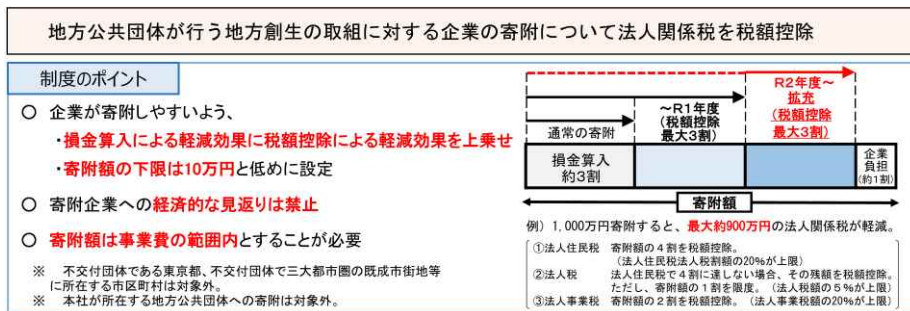 地方公共団体が行う地方創生の取組に対する企業の寄附について法人関係税を税額控除
制度のポイント
○ 企業が寄附しやすいよう、
・損金算入による軽減効果に税額控除による軽減効果を上乗せ
・寄附額の下限は10万円と低めに設定
○ 寄附企業への経済的な見返りは禁止
○ 寄附額は事業費の範囲内とすることが必要
※ 不交付団体である東京都、不交付団体で三大都市圏の既成市街地等
に所在する市区町村は対象外。
※ 本社が所在する地方公共団体への寄附は対象外。
通常の寄附
~R1年度
(税額控除
最大3割)
R2年度~
拡充
(税額控除
最大3割)
損金算入
約3割
企業
負担
(約1割)
寄附額
例)1,000万円寄附すると、最大約900万円の法人関係税が軽減。
①法人住民税 寄附額の4割を税額控除。
(法人住民税法人税割額の20%が上限)
②法人税 法人住民税で4割に達しない場合、その残額を税額控除。
ただし、寄附額の1割を限度。(法人税額の5%が上限)
③法人事業税 寄附額の2割を税額控除。(法人事業税額の20%が上限)